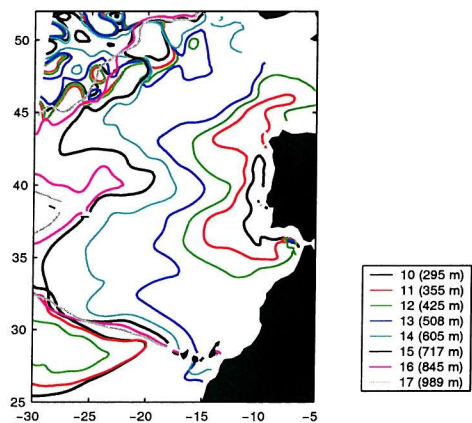 50
45
40
35
30
25
-30 -25 -20 -15 -10 -5
10 (295 m)
11 (355 m)
12 (425 m)
13 (508 m)
14 (605 m)
15 (717 m)
16 (845 m)
17 (989 m)